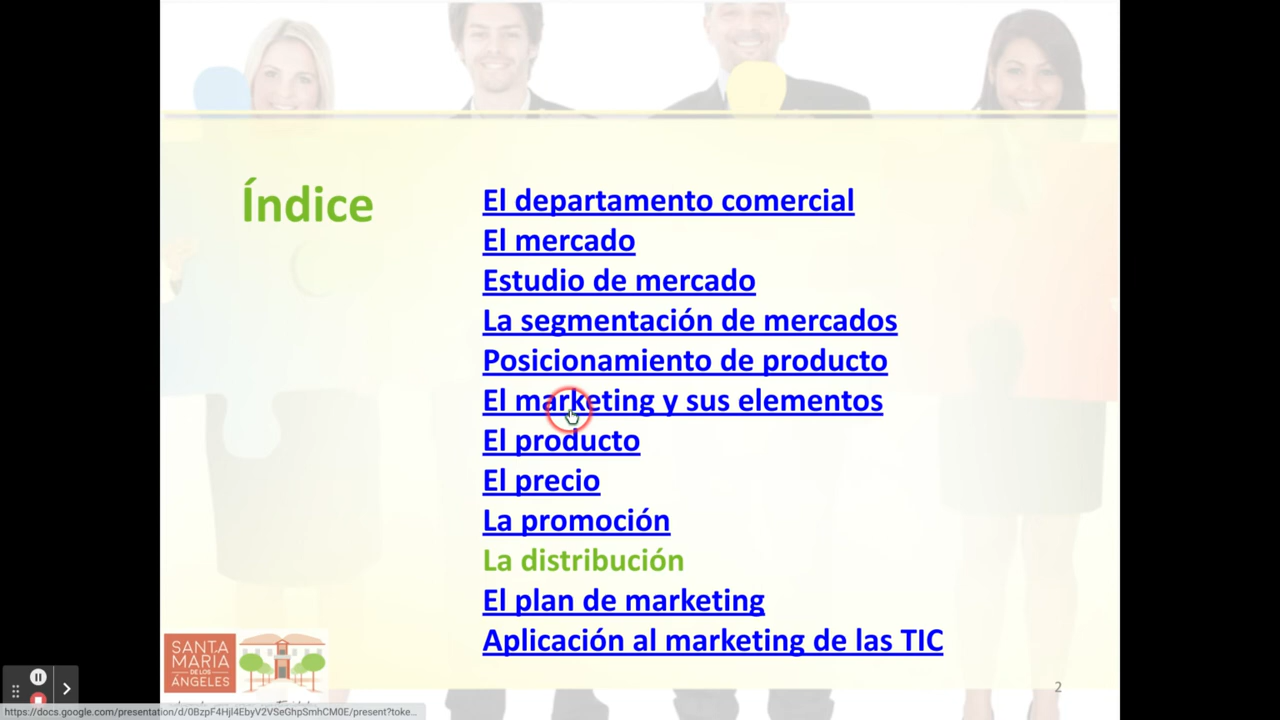 Índice
El departamento comercial
El mercado
Estudio de mercado
La segmentación de mercados
Posicionamiento de producto
El marketing y sus elementos
El producto
El precio
La promoción
La distribución
El plan de marketing
Aplicación al marketing de las TIC
SANTA
MARIA
DE LOS
ÁNGELES
2
https://docs.google.com/presentation/d/0BzpF4HjI4EbyV2VSeGhpSmhCM0E/present?toke...